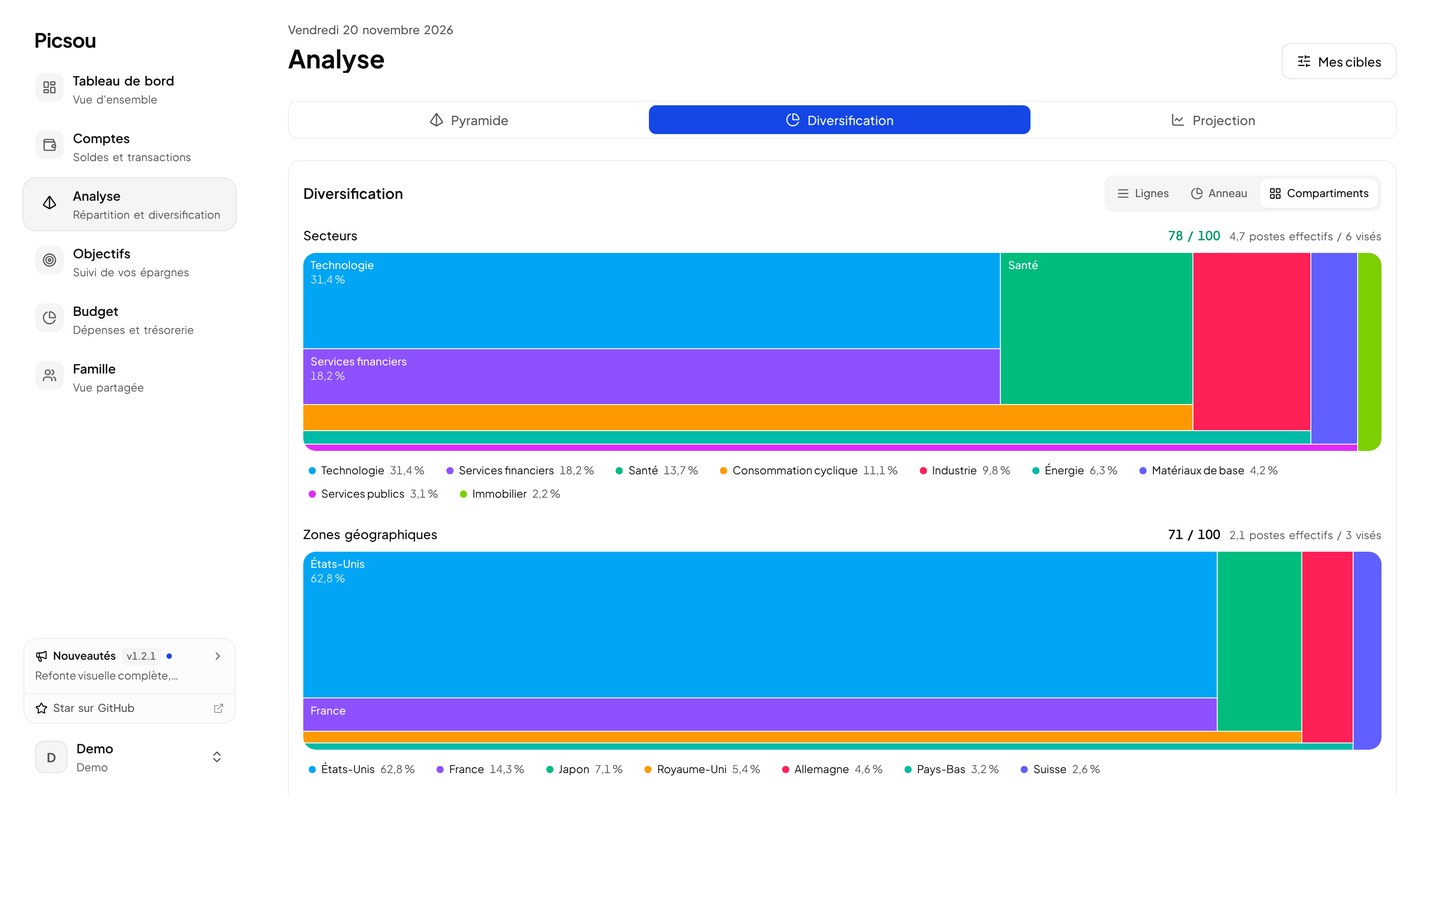 Picsou
Tableau de bord
Vue d'ensemble
Comptes
Soldes et transactions
Analyse
Répartition et diversification
Objectifs
Suivi de vos épargnes
Budget
Dépenses et trésorerie
Famille
Vue partagée
Nouveautés v1.2.1
Refonte visuelle complète,...
Star sur GitHub
D
Demo
Demo
Vendredi 20 novembre 2026
Analyse
Mes cibles
Pyramide
Diversification
Projection
Diversification
Lignes
Anneau
Compartiments
Secteurs
78 / 100 4,7 postes effectifs / 6 visés
Technologie
31,4 %
Santé
Services financiers
18,2 %
Technologie 31,4 % Services financiers 18,2 % Santé 13,7 % Consommation cyclique 11,1 % Industrie 9,8 % Énergie 6,3 % Matériaux de base 4,2 %
Services publics 3,1 % Immobilier 2,2 %
Zones géographiques
71 / 100 2,1 postes effectifs / 3 visés
États-Unis
62,8 %
France
États-Unis 62,8 % France 14,3 % Japon 7,1 % Royaume-Uni 5,4 % Allemagne 4,6 % Pays-Bas 3,2 % Suisse 2,6 %